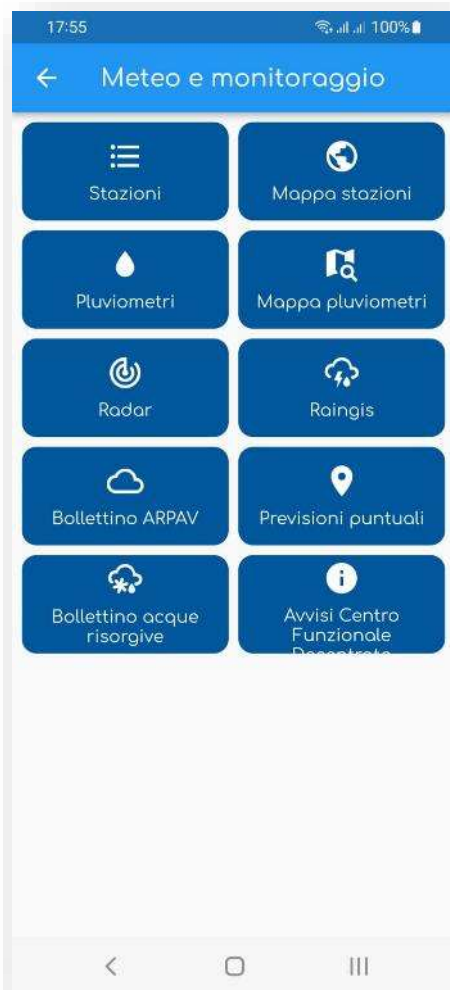 17:55 100%
Meteo e monitoraggio
Stazioni Mappa stazioni
Pluviometri Mappa pluviometri
Radar Raingis
Bollettino ARPAV Previsioni puntuali
Bollettino acque
risorgive
Avvisi Centro
Funzionale